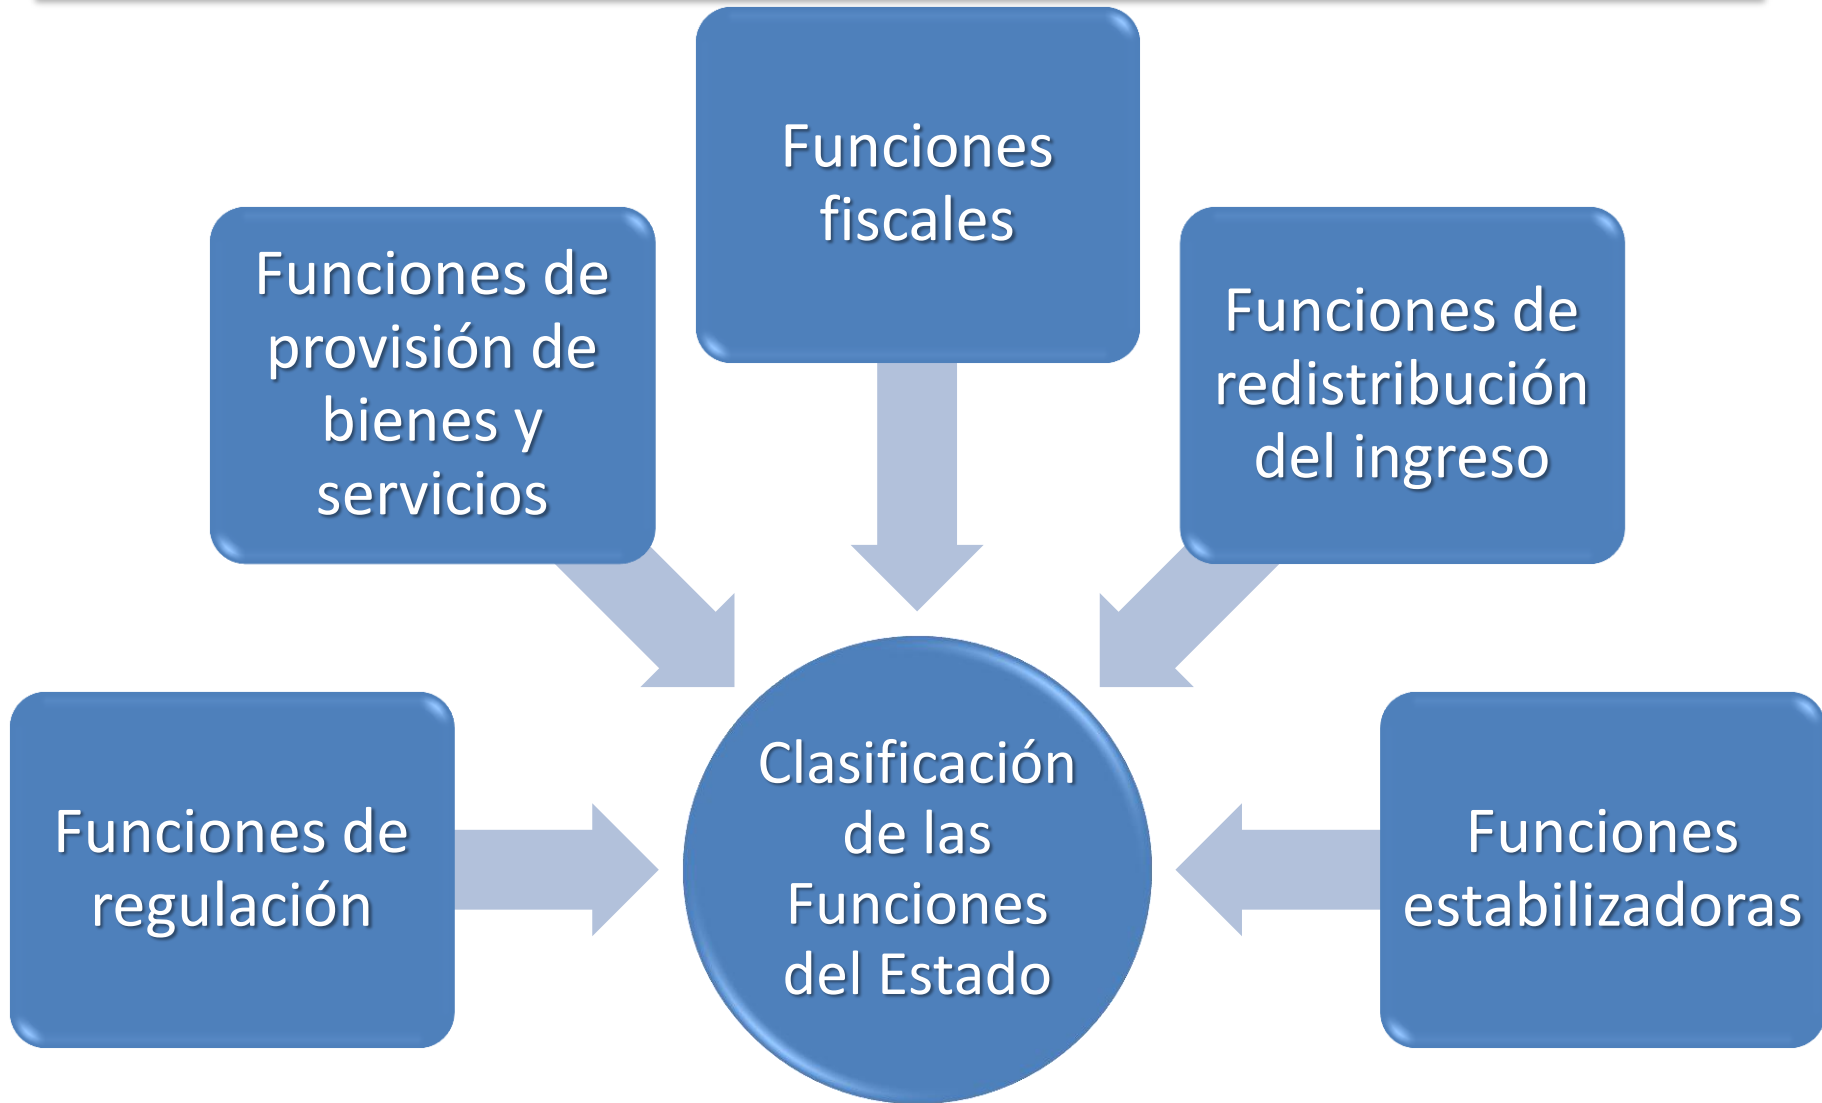 Funciones
fiscales
Funciones de
provisión de
bienes y
servicios
Funciones de
redistribución
del ingreso
Funciones de
regulación
Clasificación
de las
Funciones
del Estado
Funciones
estabilizadoras